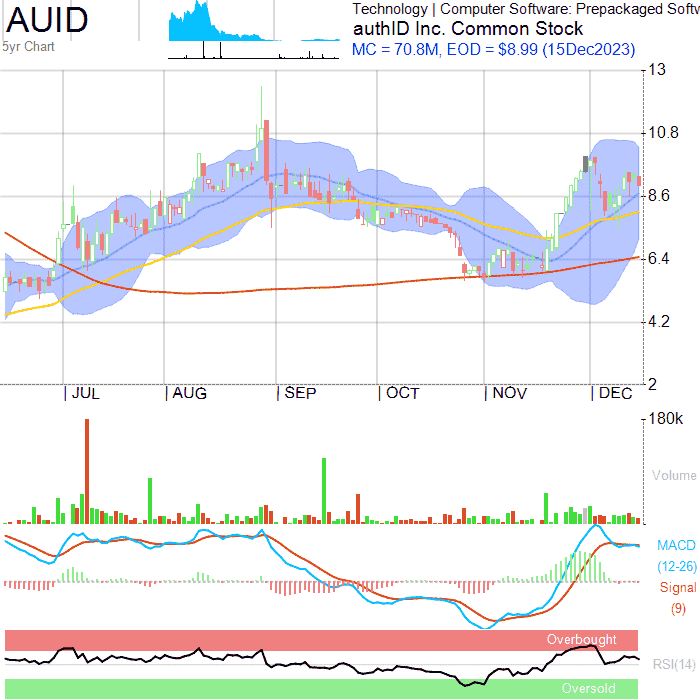 AUID
5yr Chart
Technology | Computer Software: Prepackaged Softw
authID Inc. Common Stock
MC = 70.8M, EOD = $8.99 (15Dec2023)
13
10.8
8.6
6.4
4.2
2
JUL AUG SEP OCT NOV DEC
180k
Volume
MACD
(12-26)
Signal
(9)
Overbought
RSI(14)
Oversold